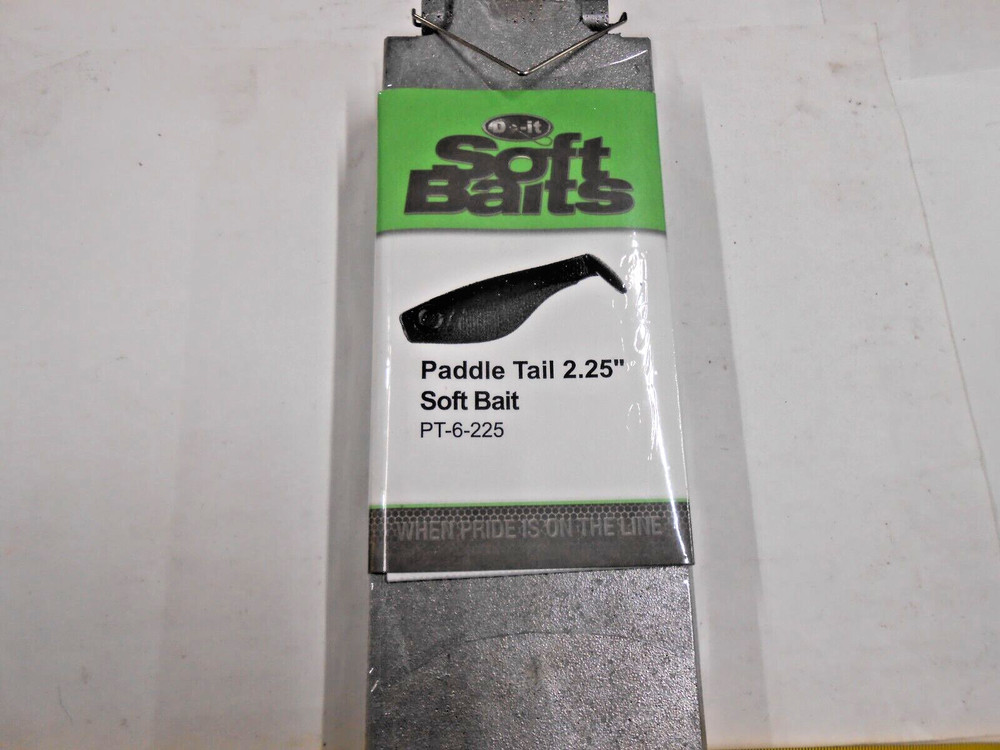 Do-it
Soft
Baits
Paddle Tail 2.25"
Soft Bait
PT-6-225
WHEN PRIDE IS ON THE LINE